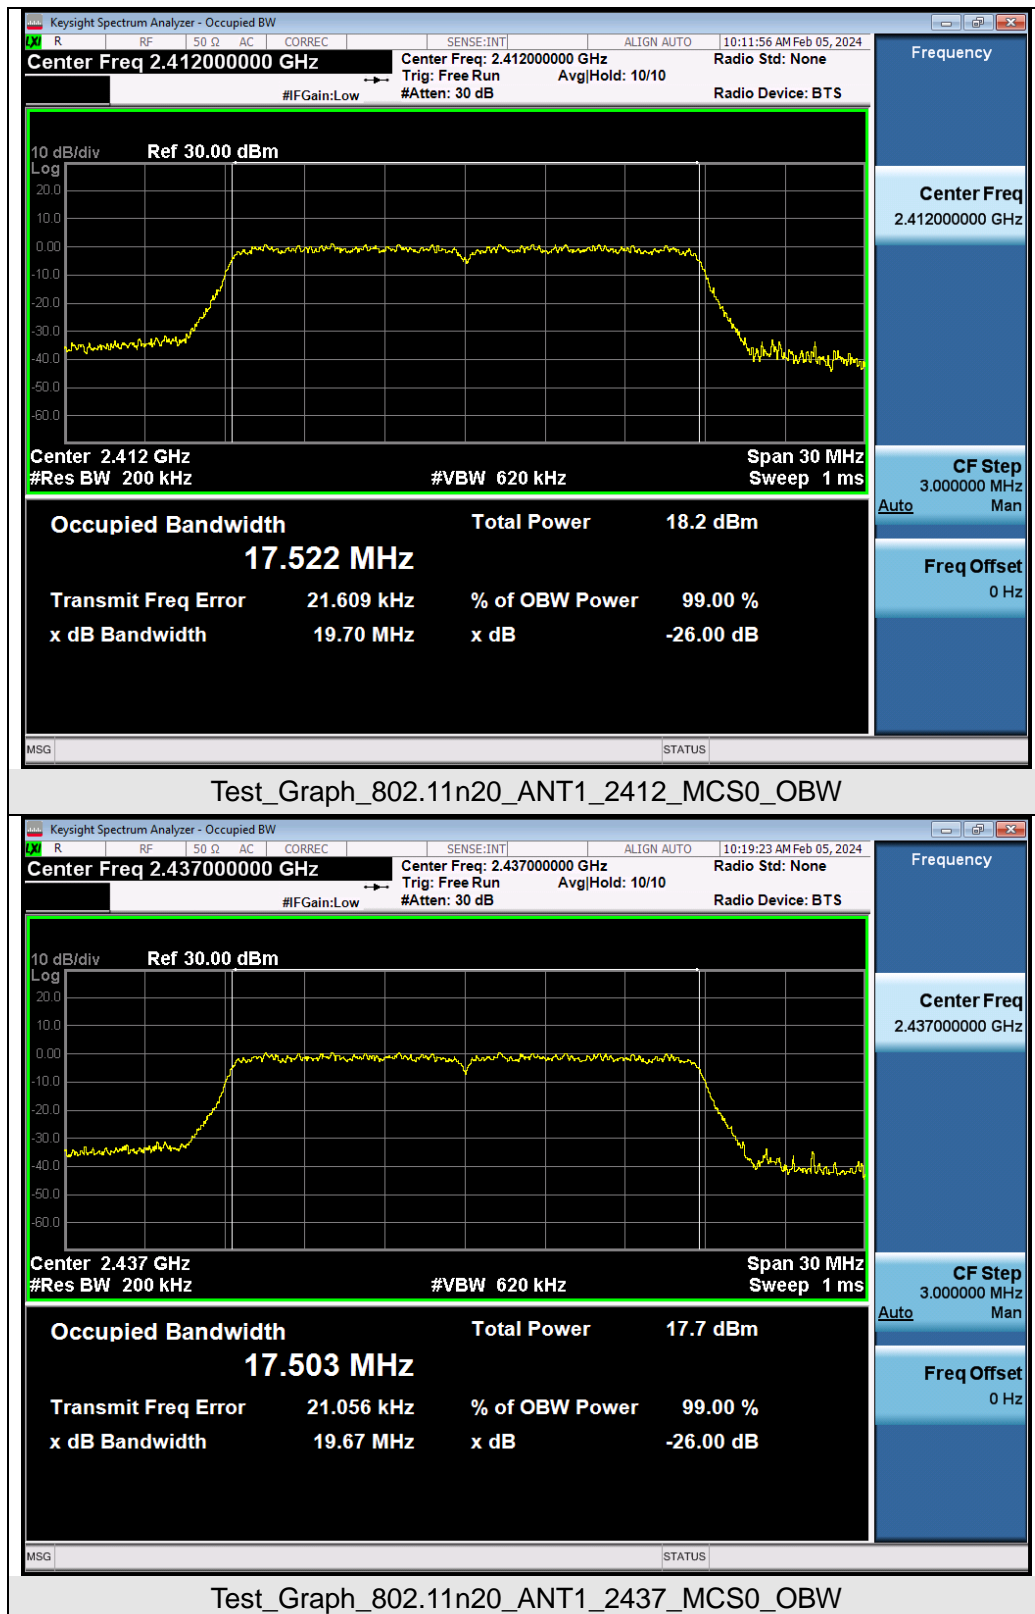 Keysight Spectrum Analyzer - Occupied BW
LXI R RF 50 Ω AC CORREC SENSE:INT ALIGN AUTO 10:11:56 AM Feb 05, 2024
Center Freq 2.412000000 GHz
Center Freq: 2.412000000 GHz
Radio Std: None
Trig: Free Run Avg|Hold: 10/10
#IFGain:Low
#Atten: 30 dB
Radio Device: BTS
Frequency
10 dB/div Ref 30.00 dBm
Log
20.0
10.0
0.00
-10.0
-20.0
-30.0
-40.0
-50.0
-60.0
Center Freq
2.412000000 GHz
Center 2.412 GHz Span 30 MHz
#Res BW 200 kHz #VBW 620 kHz Sweep 1 ms
CF Step
3.000000 MHz
Auto Man
Freq Offset
0 Hz
Occupied Bandwidth Total Power 18.2 dBm
17.522 MHz
Transmit Freq Error 21.609 kHz % of OBW Power 99.00 %
x dB Bandwidth 19.70 MHz x dB -26.00 dB
MSG STATUS
Test_Graph_802.11n20_ANT1_2412_MCS0_OBW
Keysight Spectrum Analyzer - Occupied BW
LXI R RF 50 Ω AC CORREC SENSE:INT ALIGN AUTO 10:19:23 AM Feb 05, 2024
Center Freq 2.437000000 GHz
Center Freq: 2.437000000 GHz
Radio Std: None
Trig: Free Run Avg|Hold: 10/10
#IFGain:Low
#Atten: 30 dB
Radio Device: BTS
Frequency
10 dB/div Ref 30.00 dBm
Log
20.0
10.0
0.00
-10.0
-20.0
-30.0
-40.0
-50.0
-60.0
Center Freq
2.437000000 GHz
Center 2.437 GHz Span 30 MHz
#Res BW 200 kHz #VBW 620 kHz Sweep 1 ms
CF Step
3.000000 MHz
Auto Man
Freq Offset
0 Hz
Occupied Bandwidth Total Power 17.7 dBm
17.503 MHz
Transmit Freq Error 21.056 kHz % of OBW Power 99.00 %
x dB Bandwidth 19.67 MHz x dB -26.00 dB
MSG STATUS
Test_Graph_802.11n20_ANT1_2437_MCS0_OBW